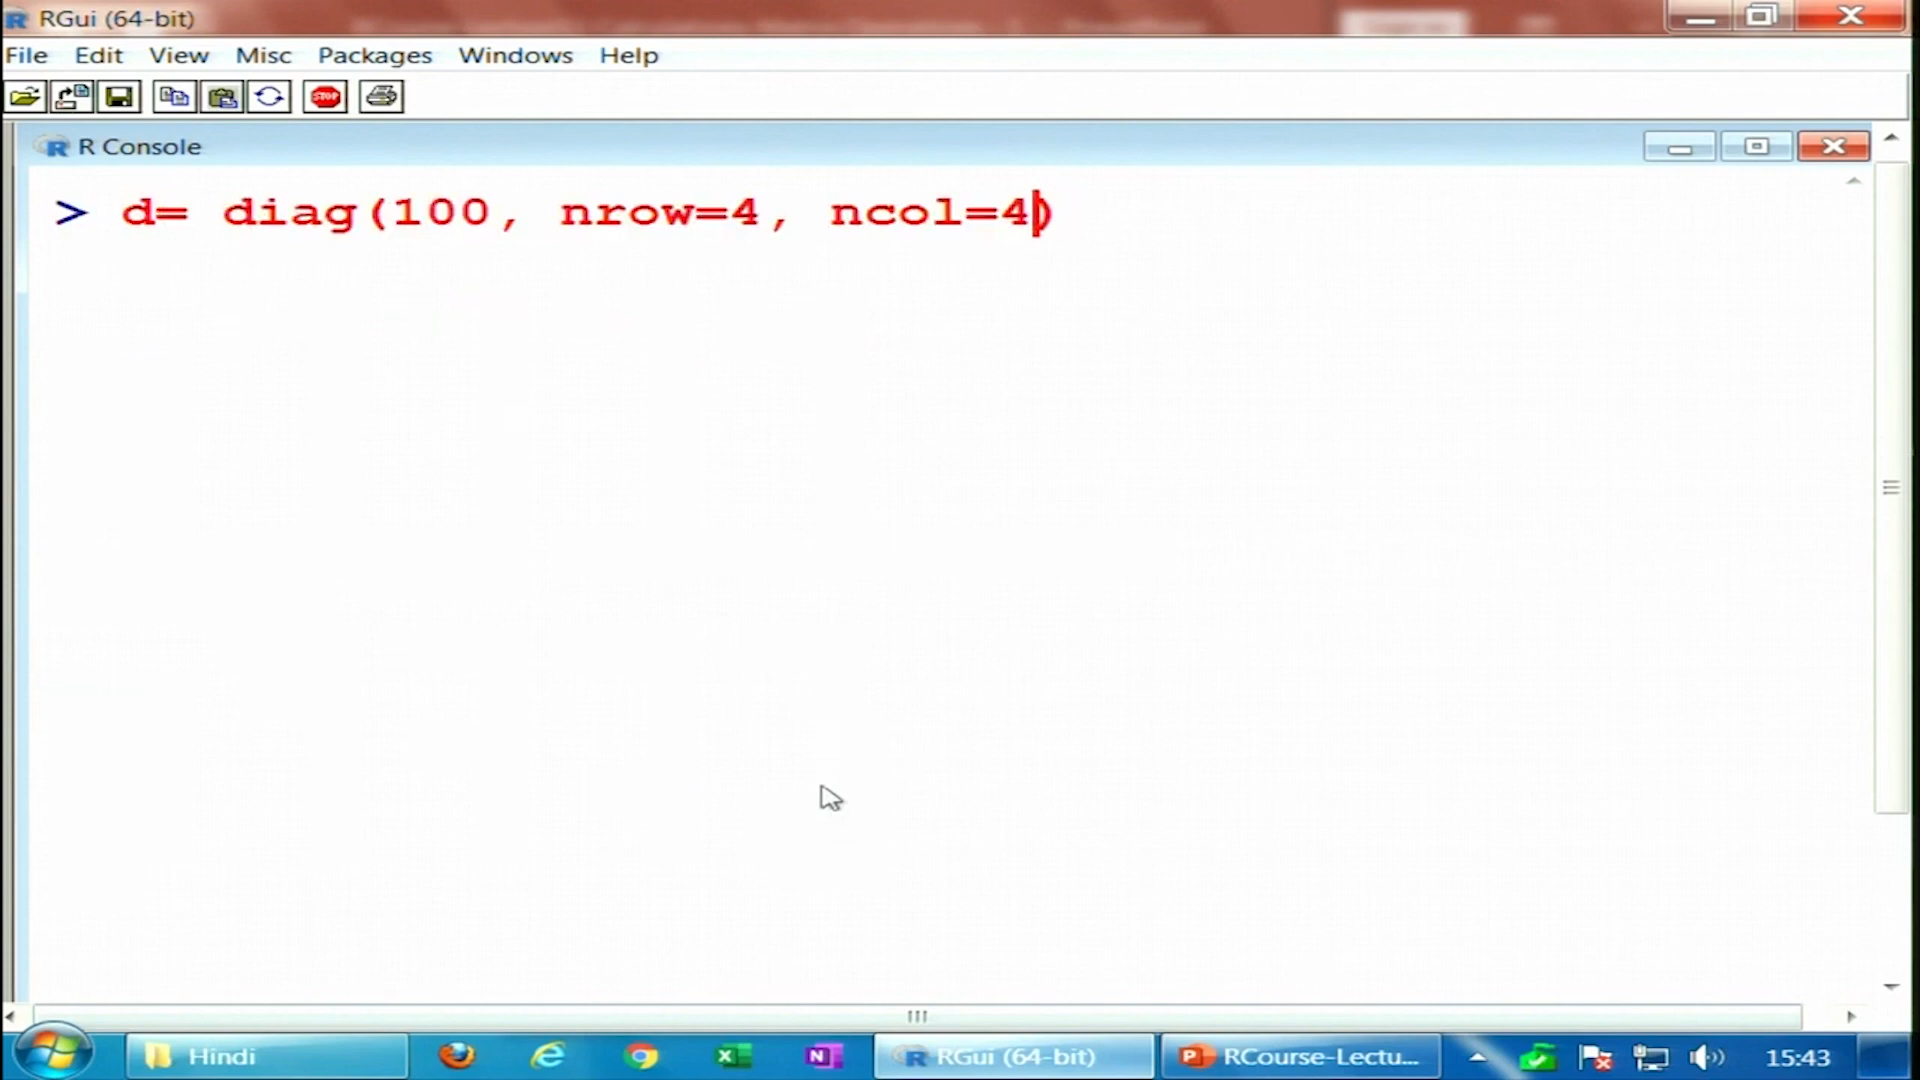 RGui (64-bit)
File Edit View Misc Packages Windows Help
STOP
R Console
> d= diag(100, nrow=4, ncol=4)
Hindi
RGui (64-bit)
RCourse-Lectu...
15:43